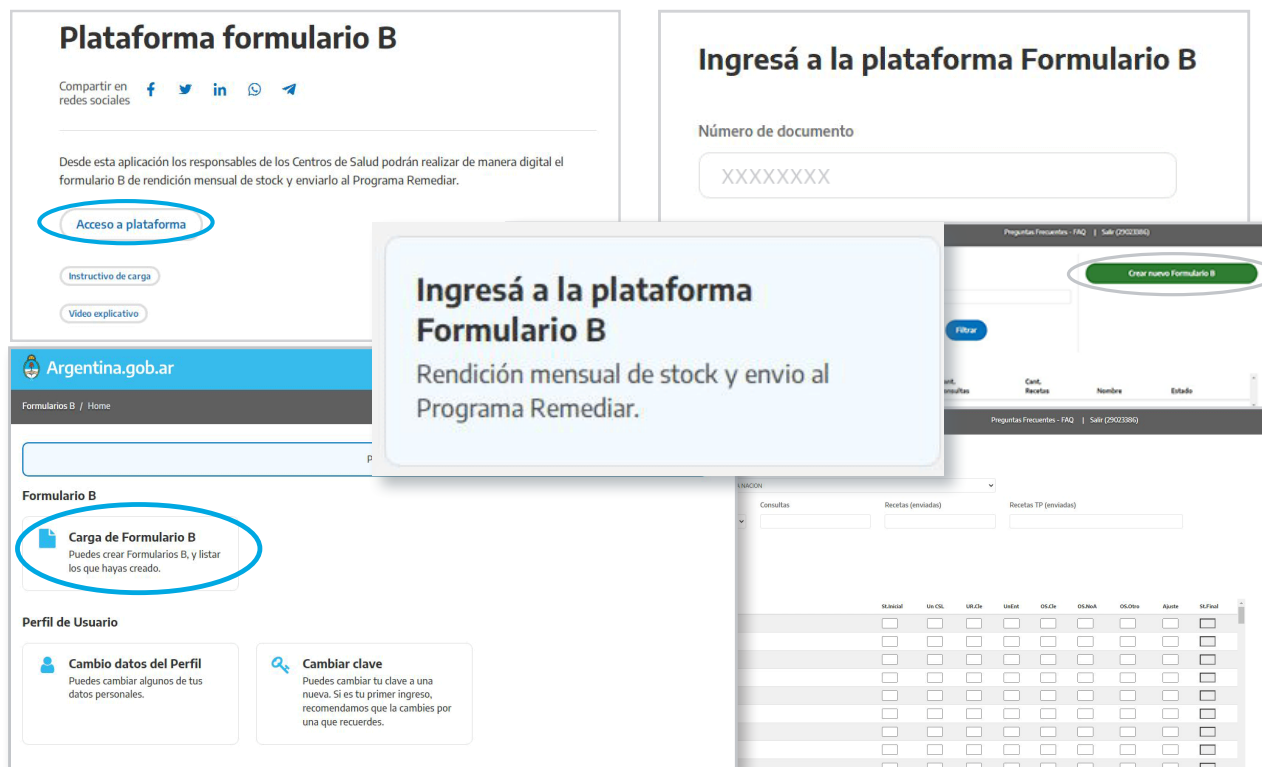 Plataforma formulario B
Compartir en
redes sociales
Desde esta aplicación los responsables de los Centros de Salud podrán realizar de manera digital el
formulario B de rendición mensual de stock y enviarlo al Programa Remediar.
Acceso a plataforma
Instructivo de carga
Video explicativo
Ingresá a la plataforma Formulario B
Número de documento
XXXXXXXX
Ingresá a la plataforma
Formulario B
Rendición mensual de stock y envio al
Programa Remediar.
Preguntas Frecuentes - FAQ | Salir (29023386)
Crear nuevo Formulario B
Filtrar
Cant.
Recetas
Nombre
Estado
Argentina.gob.ar
Formularios B / Home
Formulario B
Carga de Formulario B
Puedes crear Formularios B, y listar
los que hayas creado.
Perfil de Usuario
Cambio datos del Perfil
Puedes cambiar algunos de tus
datos personales.
Cambiar clave
Puedes cambiar tu clave a una
nueva. Si es tu primer ingreso,
recomendamos que la cambies por
una que recuerdes.
Preguntas Frecuentes - FAQ | Salir (29023386)
NACION
Consultas
Recetas (enviadas)
Recetas TP (enviadas)
St.Inicial Un CSL UR.Cle UnEnt OS.Cle OS.NoA OS.Otro Ajuste St.Final